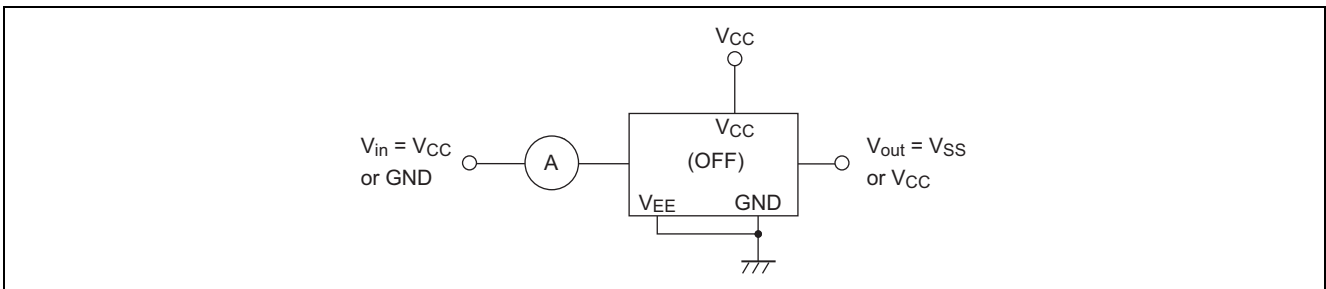 VCC
VCC
(OFF)
VEE GND
Vin = VCC
or GND
A
Vout = VSS
or VCC